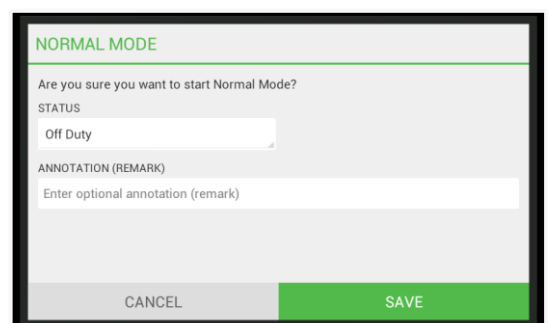 NORMAL MODE
Are you sure you want to start Normal Mode?
STATUS
Off Duty
ANNOTATION (REMARK)
Enter optional annotation (remark)
CANCEL SAVE